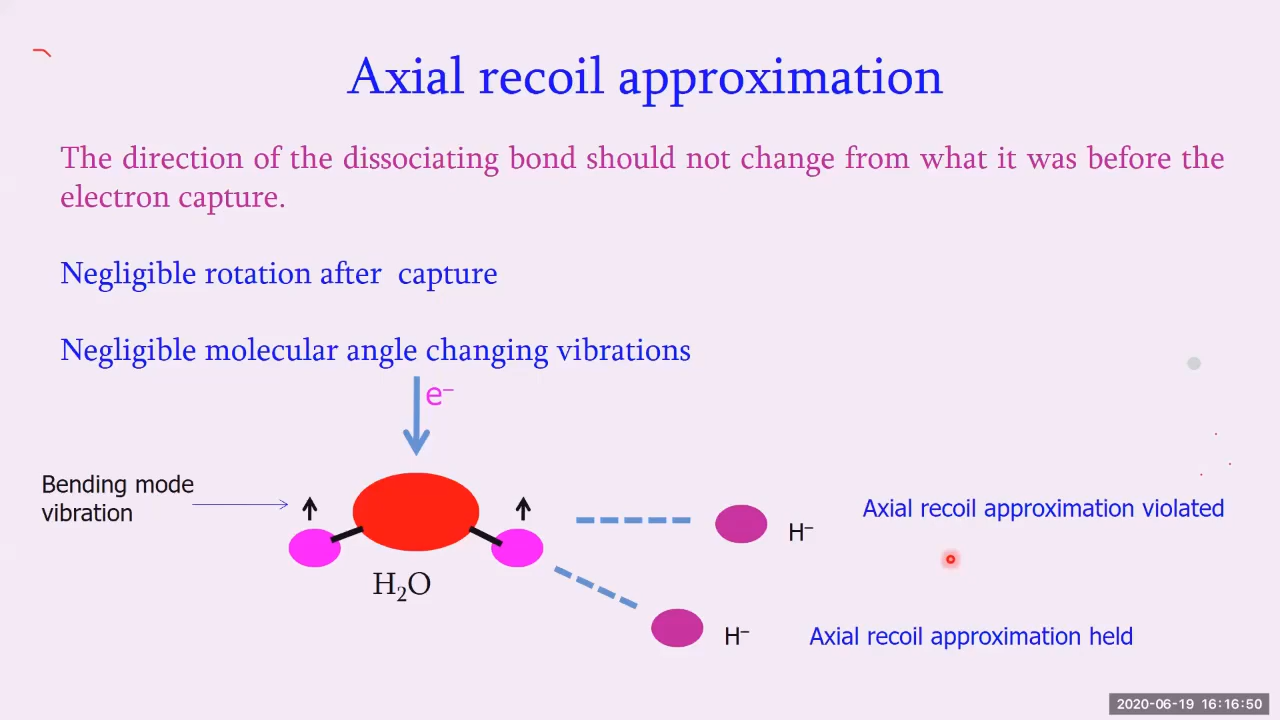 Axial recoil approximation
The direction of the dissociating bond should not change from what it was before the
electron capture.
Negligible rotation after capture
Negligible molecular angle changing vibrations
e⁻
Bending mode
vibration
H₂O
H⁻
Axial recoil approximation violated
H⁻
Axial recoil approximation held
2020-06-19 16:16:50